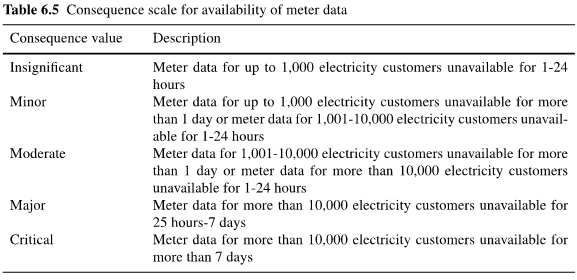 Table 6.5 Consequence scale for availability of meter data
Consequence value Description
Insignificant Meter data for up to 1,000 electricity customers unavailable for 1-24
hours
Minor Meter data for up to 1,000 electricity customers unavailable for more
than 1 day or meter data for 1,001-10,000 electricity customers unavail-
able for 1-24 hours
Moderate Meter data for 1,001-10,000 electricity customers unavailable for more
than 1 day or meter data for more than 10,000 electricity customers
unavailable for 1-24 hours
Major Meter data for more than 10,000 electricity customers unavailable for
25 hours-7 days
Critical Meter data for more than 10,000 electricity customers unavailable for
more than 7 days